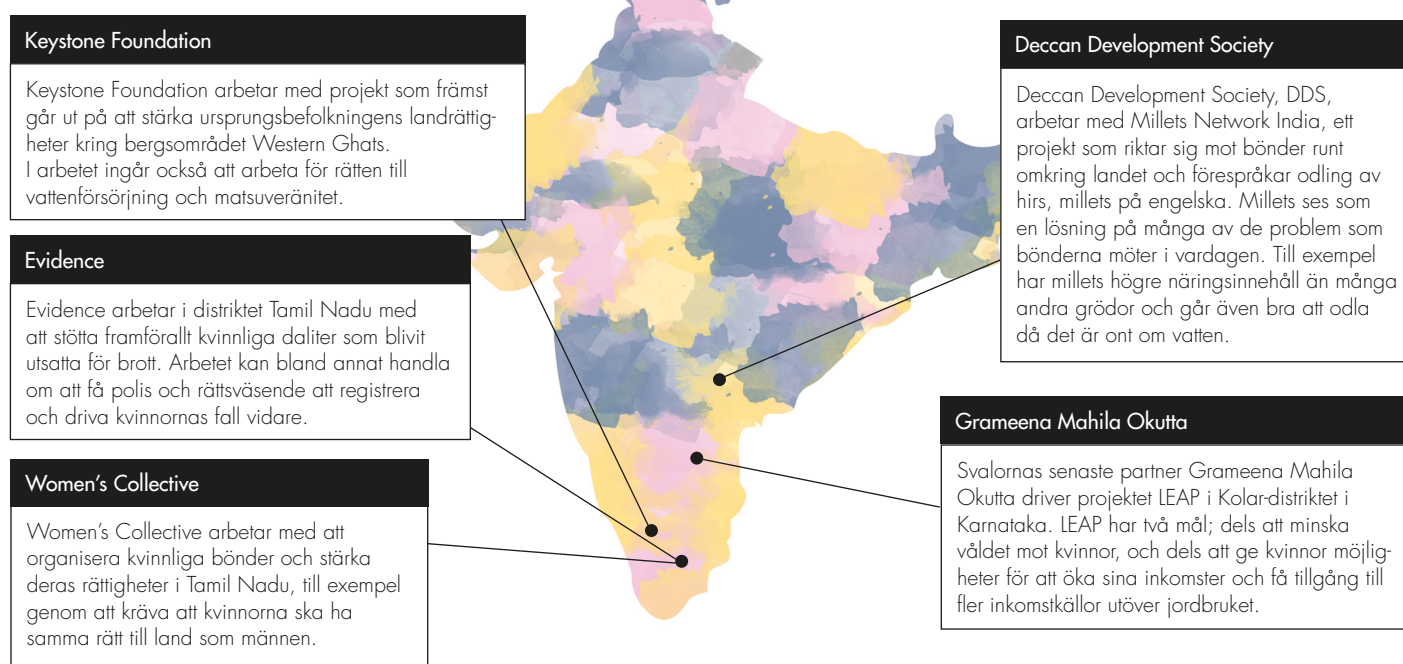 Keystone Foundation
Keystone Foundation arbetar med projekt som främst
går ut på att stärka ursprungsbefolkningens landrättig-
heter kring bergsområdet Western Ghats.
I arbetet ingår också att arbeta för rätten till
vattenförsörjning och matsuveränitet.
Evidence
Evidence arbetar i distriktet Tamil Nadu med
att stötta framförallt kvinnliga daliter som blivit
utsatta för brott. Arbetet kan bland annat handla
om att få polis och rättsväsende att registrera
och driva kvinnornas fall vidare.
Women's Collective
Women's Collective arbetar med att
organisera kvinnliga bönder och stärka
deras rättigheter i Tamil Nadu, till exempel
genom att kräva att kvinnorna ska ha
samma rätt till land som männen.
Deccan Development Society
Deccan Development Society, DDS,
arbetar med Millets Network India, ett
projekt som riktar sig mot bönder runt
omkring landet och förespråkar odling av
hirs, millets på engelska. Millets ses som
en lösning på många av de problem som
bönderna möter i vardagen. Till exempel
har millets högre näringsinnehåll än många
andra grödor och går även bra att odla
då det är ont om vatten.
Grameena Mahila Okutta
Svalornas senaste partner Grameena Mahila
Okutta driver projektet LEAP i Kolar-distriktet i
Karnataka. LEAP har två mål; dels att minska
våldet mot kvinnor, och dels att ge kvinnor möjlig-
heter för att öka sina inkomster och få tillgång till
fler inkomstkällor utöver jordbruket.